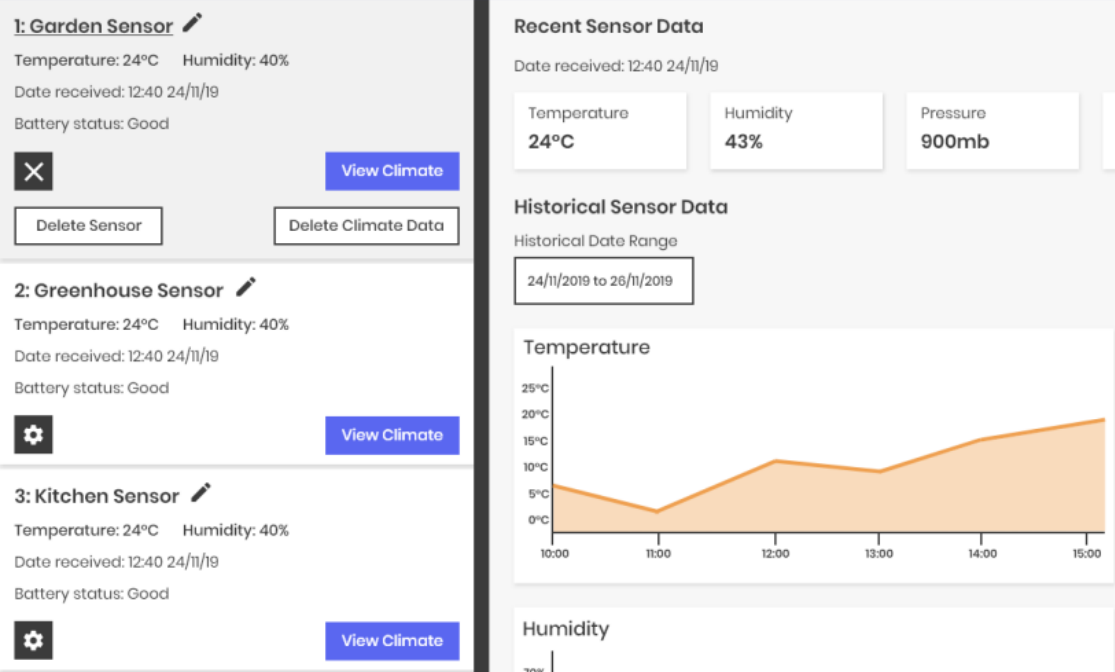 1: Garden Sensor
Temperature: 24°C Humidity: 40%
Date received: 12:40 24/11/19
Battery status: Good
View Climate
Delete Sensor Delete Climate Data
2: Greenhouse Sensor
Temperature: 24°C Humidity: 40%
Date received: 12:40 24/11/19
Battery status: Good
View Climate
3: Kitchen Sensor
Temperature: 24°C Humidity: 40%
Date received: 12:40 24/11/19
Battery status: Good
View Climate
Recent Sensor Data
Date received: 12:40 24/11/19
Temperature Humidity Pressure
24°C 43% 900mb
Historical Sensor Data
Historical Date Range
24/11/2019 to 26/11/2019
Temperature
25°C
20°C
15°C
10°C
5°C
0°C
10:00 11:00 12:00 13:00 14:00 15:00
Humidity